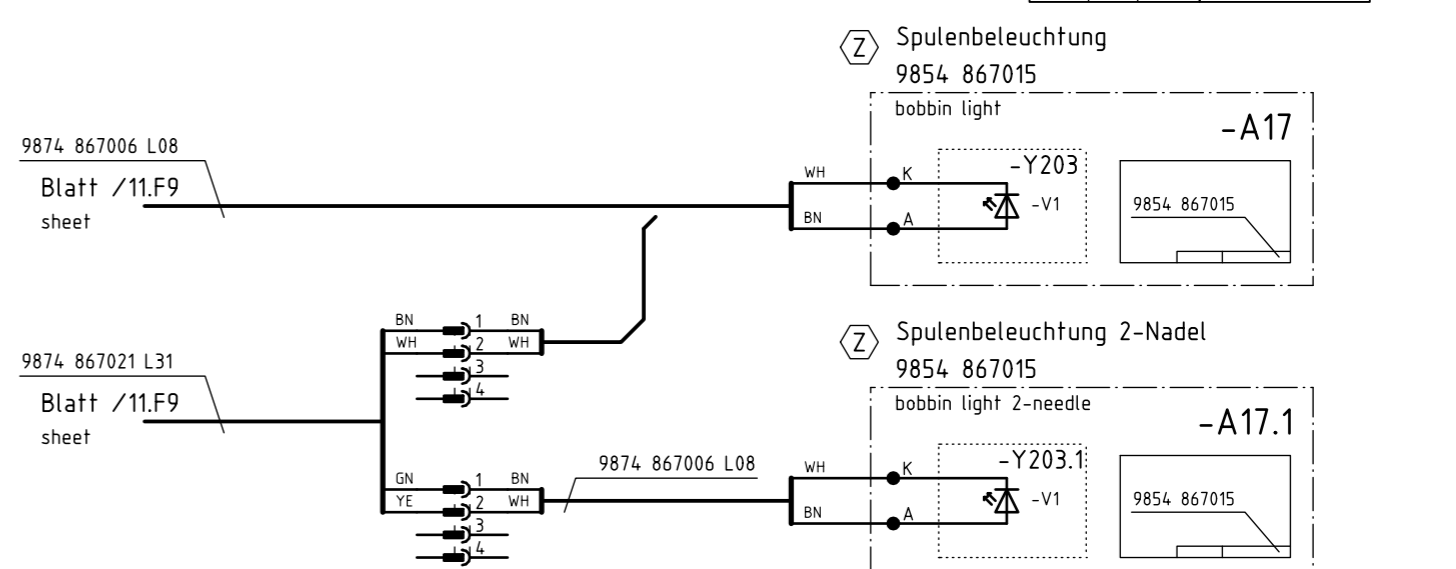 Z
Spulenbeleuchtung
9854 867015
bobbin light
-A17
9874 867006 L08
Blatt /11.F9
sheet
WH
K
-Y203
-V1
9854 867015
BN
A
BN 1 BN
WH 2 WH
3
4
Z
Spulenbeleuchtung 2-Nadel
9854 867015
bobbin light 2-needle
-A17.1
9874 867021 L31
Blatt /11.F9
sheet
GN 1 BN
YE 2 WH
3
4
9874 867006 L08
WH
K
-Y203.1
-V1
9854 867015
BN
A